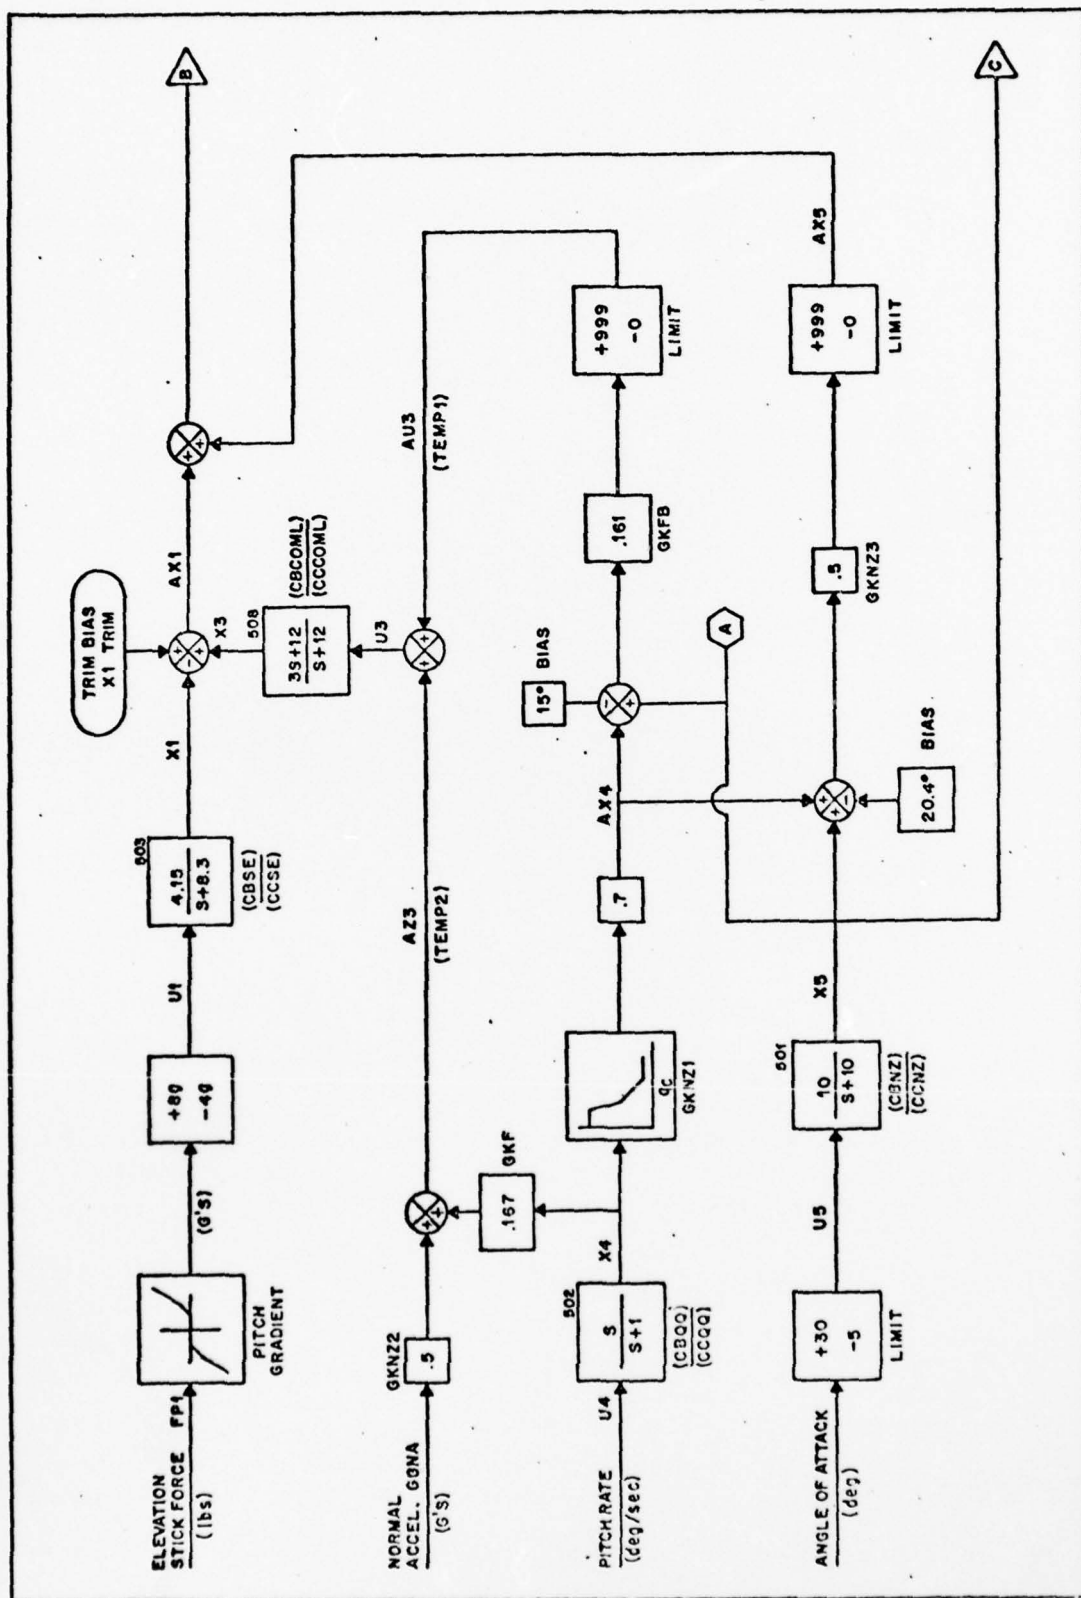 ELEVATION
STICK FORCE FP1
(lbs)
PITCH
GRADIENT
(G'S)
+8g
-4g
U1
503
4.15
S+8.3
(CBSE)
(CCSE)
X1
TRIM BIAS
X1 TRIM
+
-
+
AX1
+
+
B
X3
508
3S+12
S+12
(CBCOML)
(CCCOML)
U3
NORMAL
ACCEL. GGNA
(G'S)
GKNZ2
.5
+
+
AZ3
(TEMP2)
+
+
AU3
(TEMP1)
.167
GKF
PITCH RATE
(deg/sec)
U4
502
S
S+1
(CBQQ)
(CCQQ)
X4
qc
GKNZ1
.7
AX4
15°
BIAS
-
+
.161
GKFB
+999
-0
LIMIT
A
ANGLE OF ATTACK
(deg)
+30
-5
LIMIT
U5
501
10
S+10
(CBNZ)
(CCNZ)
X5
+
+
-
20.4°
BIAS
.5
GKNZ3
+999
-0
LIMIT
AX5
C